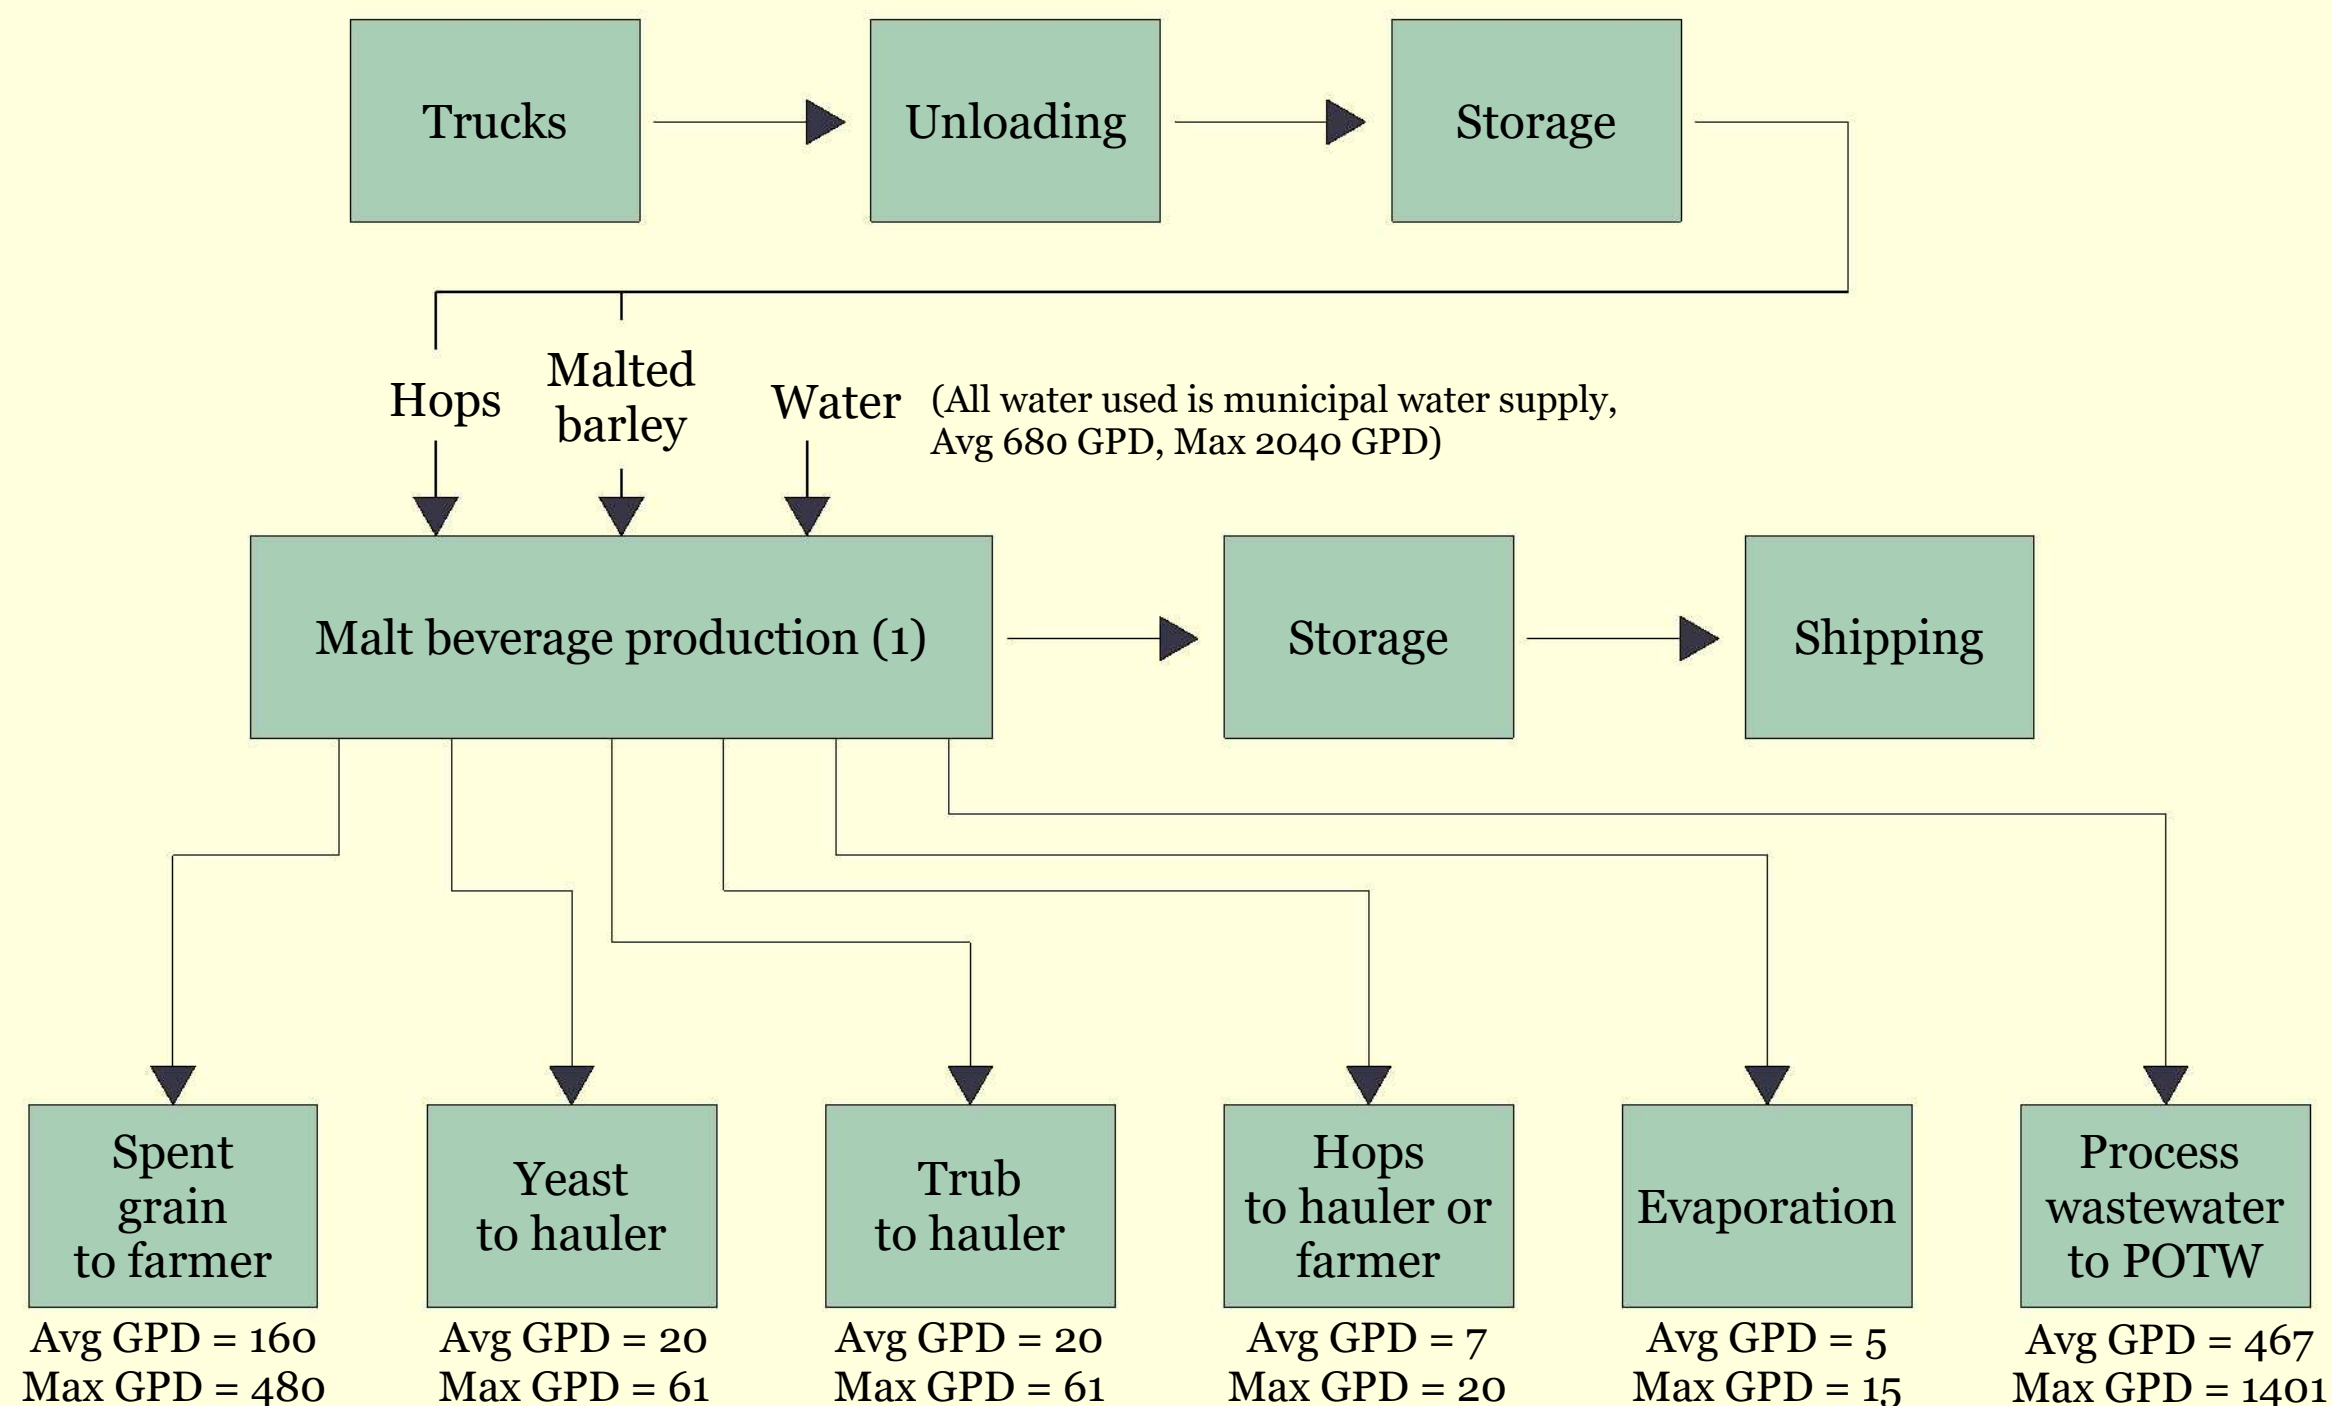 Trucks
Unloading
Storage
Hops
Malted
barley
Water
(All water used is municipal water supply,
Avg 680 GPD, Max 2040 GPD)
Malt beverage production (1)
Storage
Shipping
Spent
grain
to farmer
Yeast
to hauler
Trub
to hauler
Hops
to hauler or
farmer
Evaporation
Process
wastewater
to POTW
Avg GPD = 160
Max GPD = 480
Avg GPD = 20
Max GPD = 61
Avg GPD = 20
Max GPD = 61
Avg GPD = 7
Max GPD = 20
Avg GPD = 5
Max GPD = 15
Avg GPD = 467
Max GPD = 1401